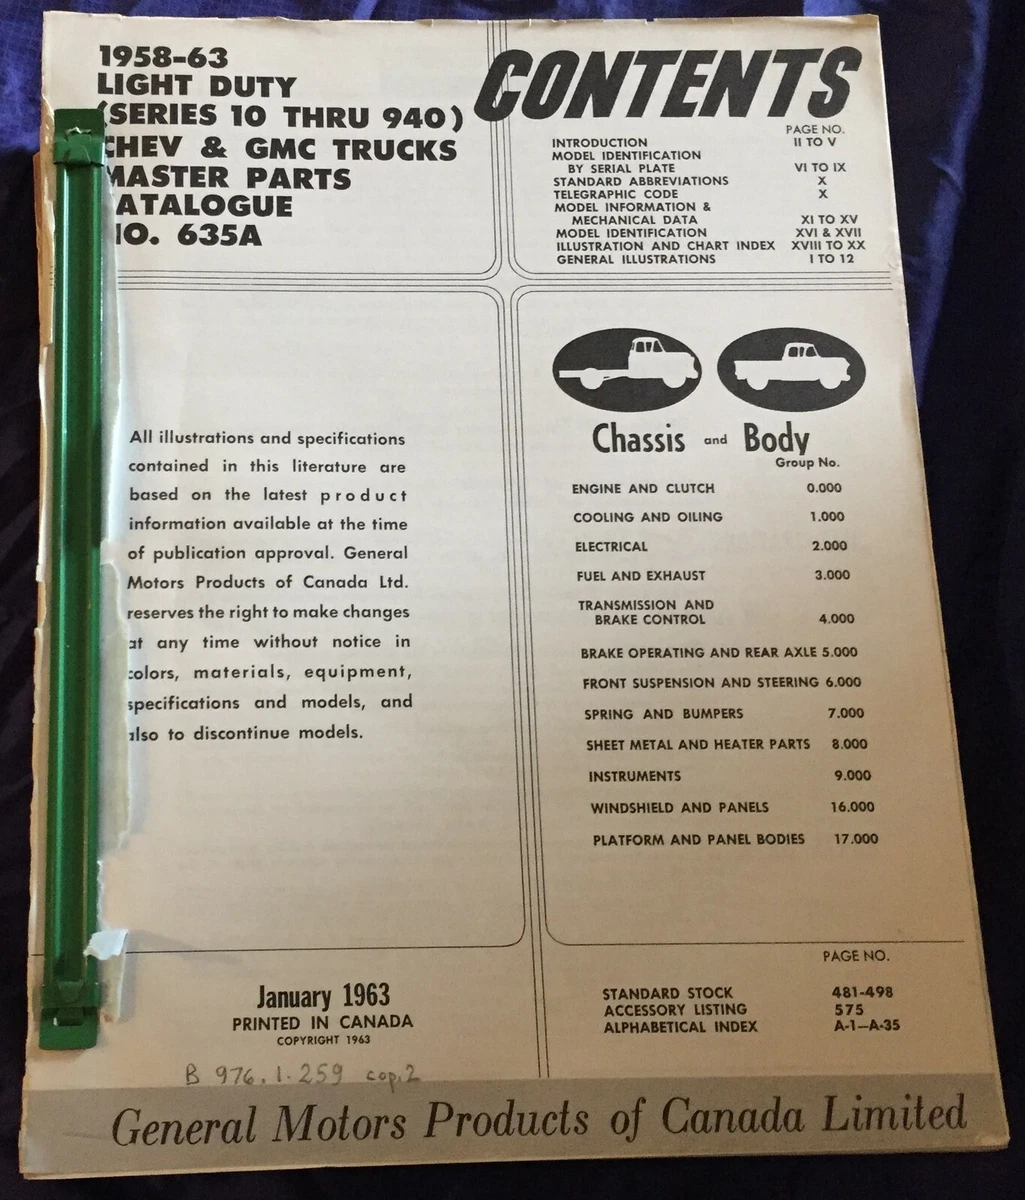 1958-63
LIGHT DUTY
(SERIES 10 THRU 940)
CHEV & GMC TRUCKS
MASTER PARTS
ATALOGUE
NO. 635A
CONTENTS
PAGE NO.
INTRODUCTION II TO V
MODEL IDENTIFICATION
BY SERIAL PLATE VI TO IX
STANDARD ABBREVIATIONS X
TELEGRAPHIC CODE X
MODEL INFORMATION &
MECHANICAL DATA XI TO XV
MODEL IDENTIFICATION XVI & XVII
ILLUSTRATION AND CHART INDEX XVIII TO XX
GENERAL ILLUSTRATIONS I TO 12
All illustrations and specifications
contained in this literature are
based on the latest product
information available at the time
of publication approval. General
Motors Products of Canada Ltd.
reserves the right to make changes
at any time without notice in
colors, materials, equipment,
specifications and models, and
also to discontinue models.
Chassis and Body
Group No.
ENGINE AND CLUTCH 0.000
COOLING AND OILING 1.000
ELECTRICAL 2.000
FUEL AND EXHAUST 3.000
TRANSMISSION AND
BRAKE CONTROL 4.000
BRAKE OPERATING AND REAR AXLE 5.000
FRONT SUSPENSION AND STEERING 6.000
SPRING AND BUMPERS 7.000
SHEET METAL AND HEATER PARTS 8.000
INSTRUMENTS 9.000
WINDSHIELD AND PANELS 16.000
PLATFORM AND PANEL BODIES 17.000
PAGE NO.
STANDARD STOCK 481-498
ACCESSORY LISTING 575
ALPHABETICAL INDEX A-1—A-35
January 1963
PRINTED IN CANADA
COPYRIGHT 1963
B 976.1.259 cop.2
General Motors Products of Canada Limited